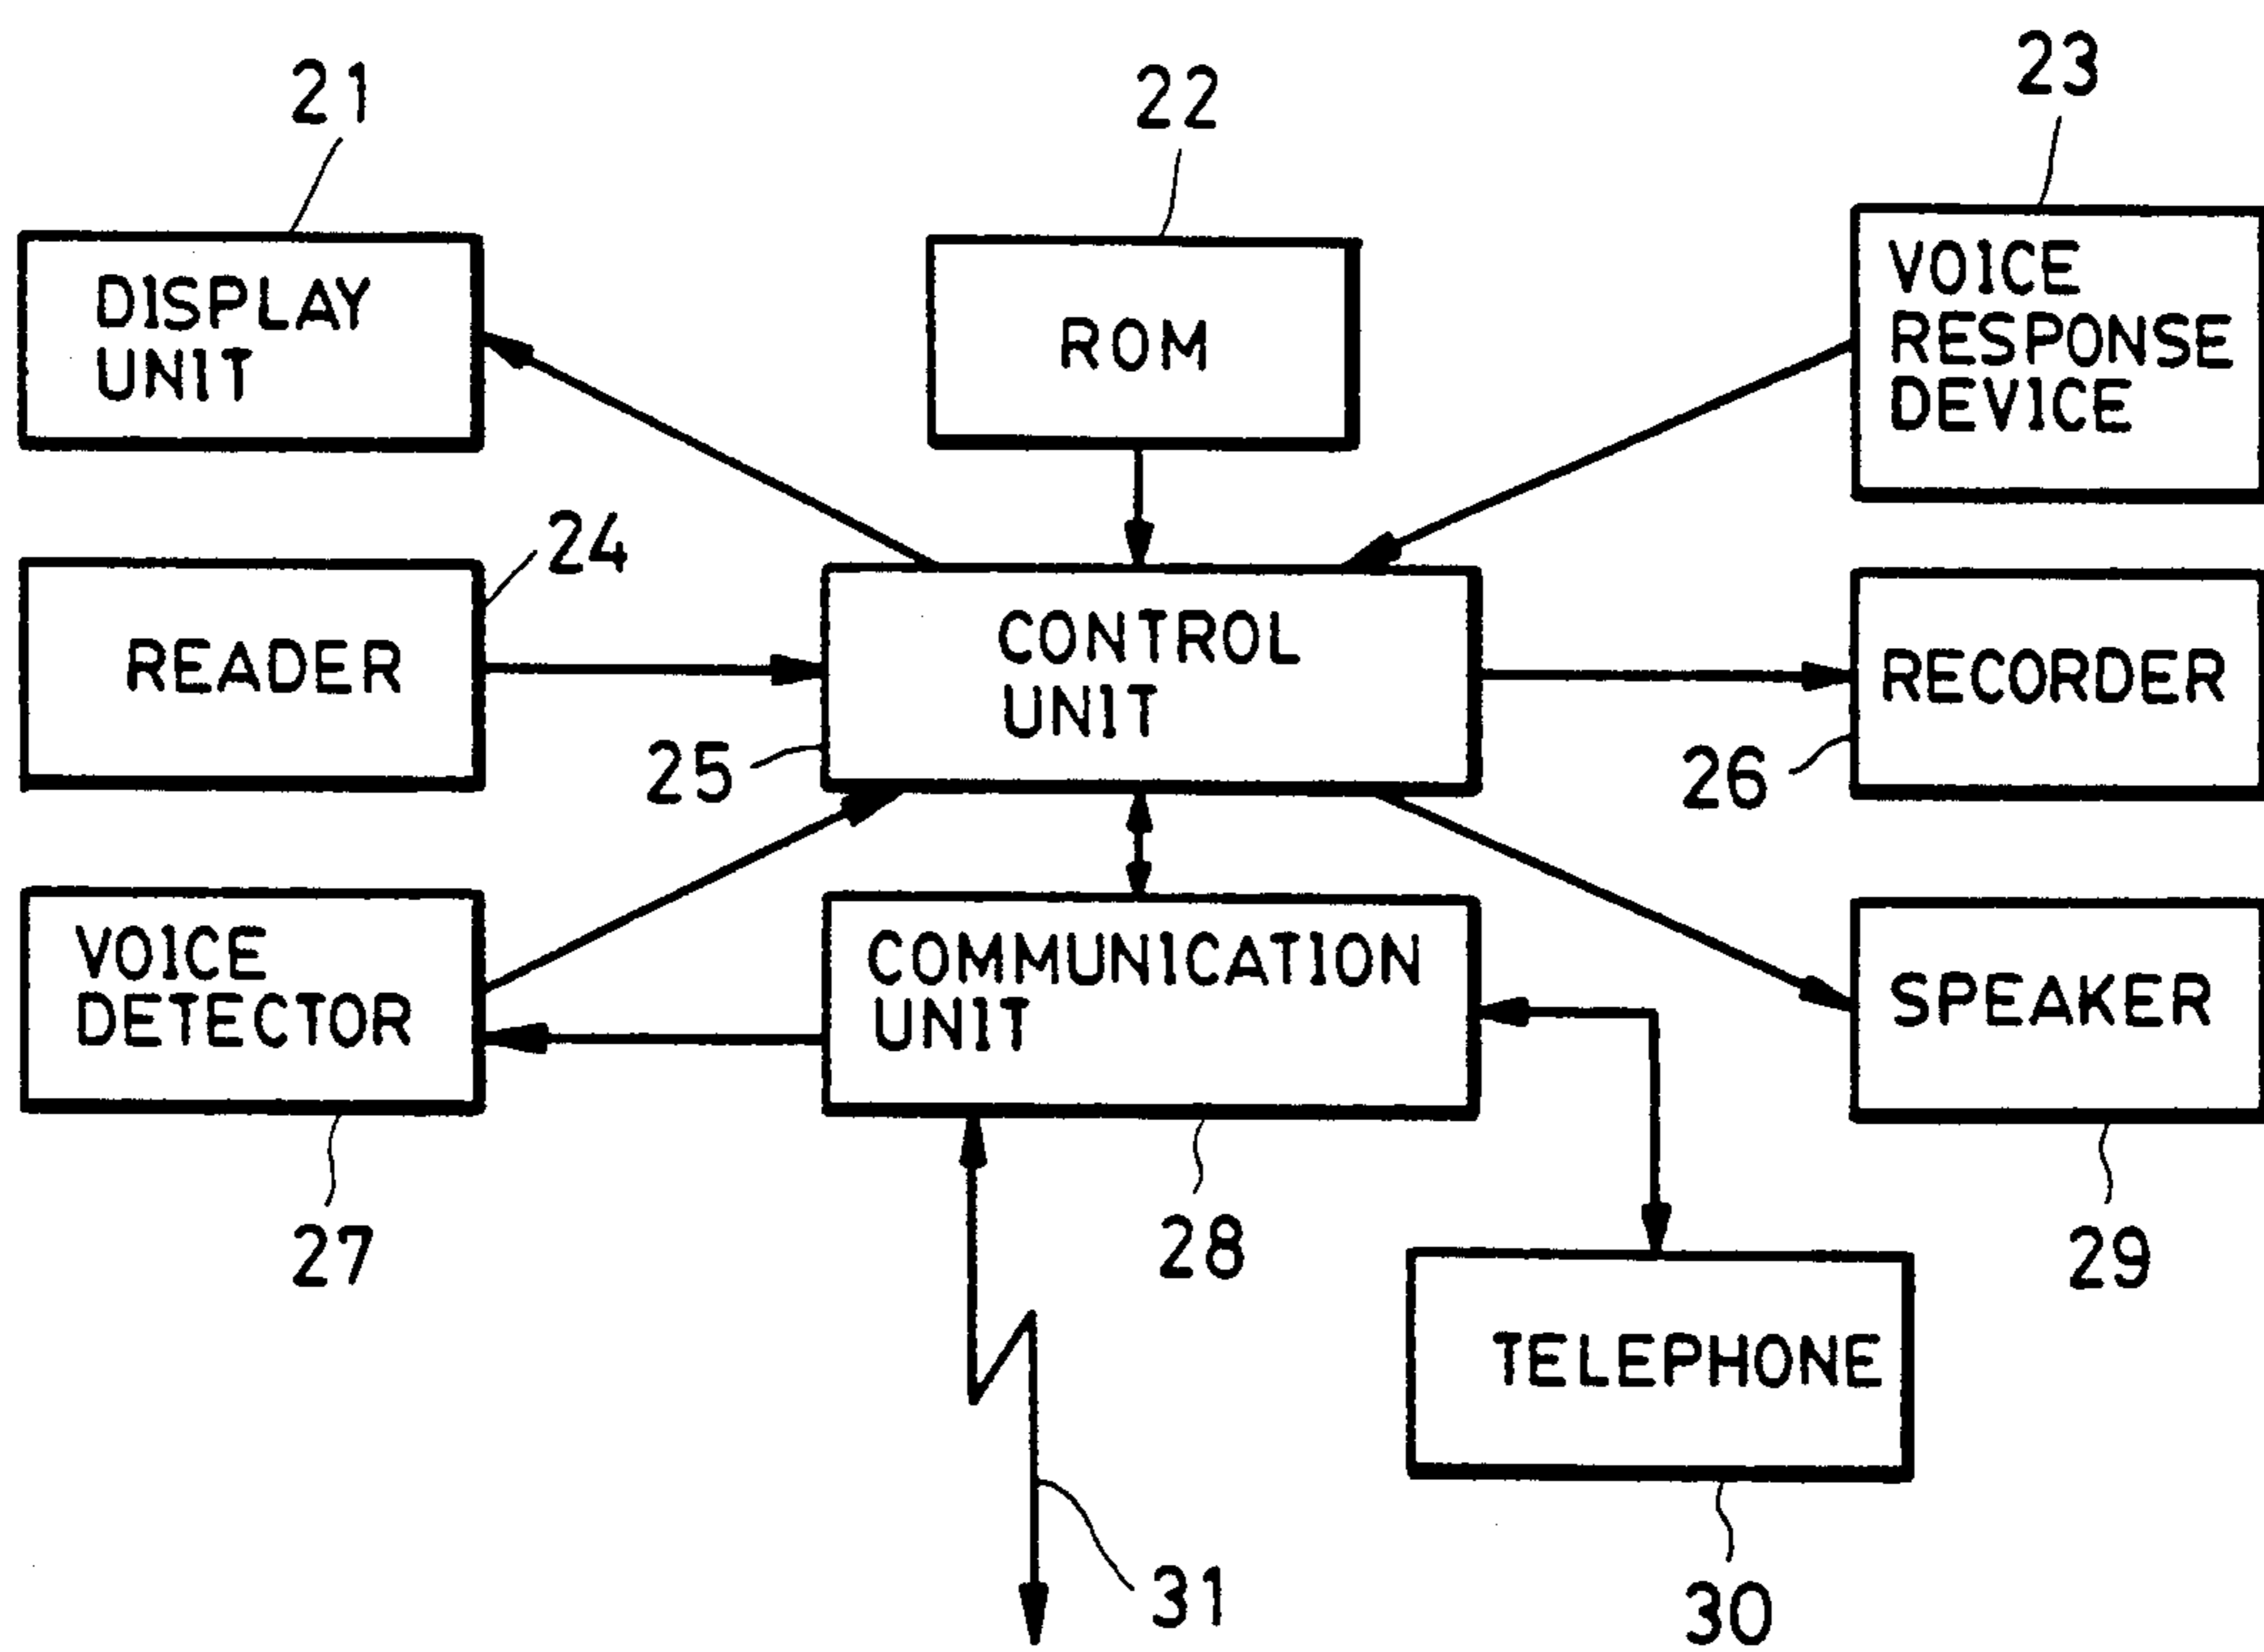 21
22
23
DISPLAY
UNIT
ROM
VOICE
RESPONSE
DEVICE
24
READER
CONTROL
UNIT
RECORDER
25
26
VOICE
DETECTOR
COMMUNICATION
UNIT
SPEAKER
27
28
29
TELEPHONE
31
30